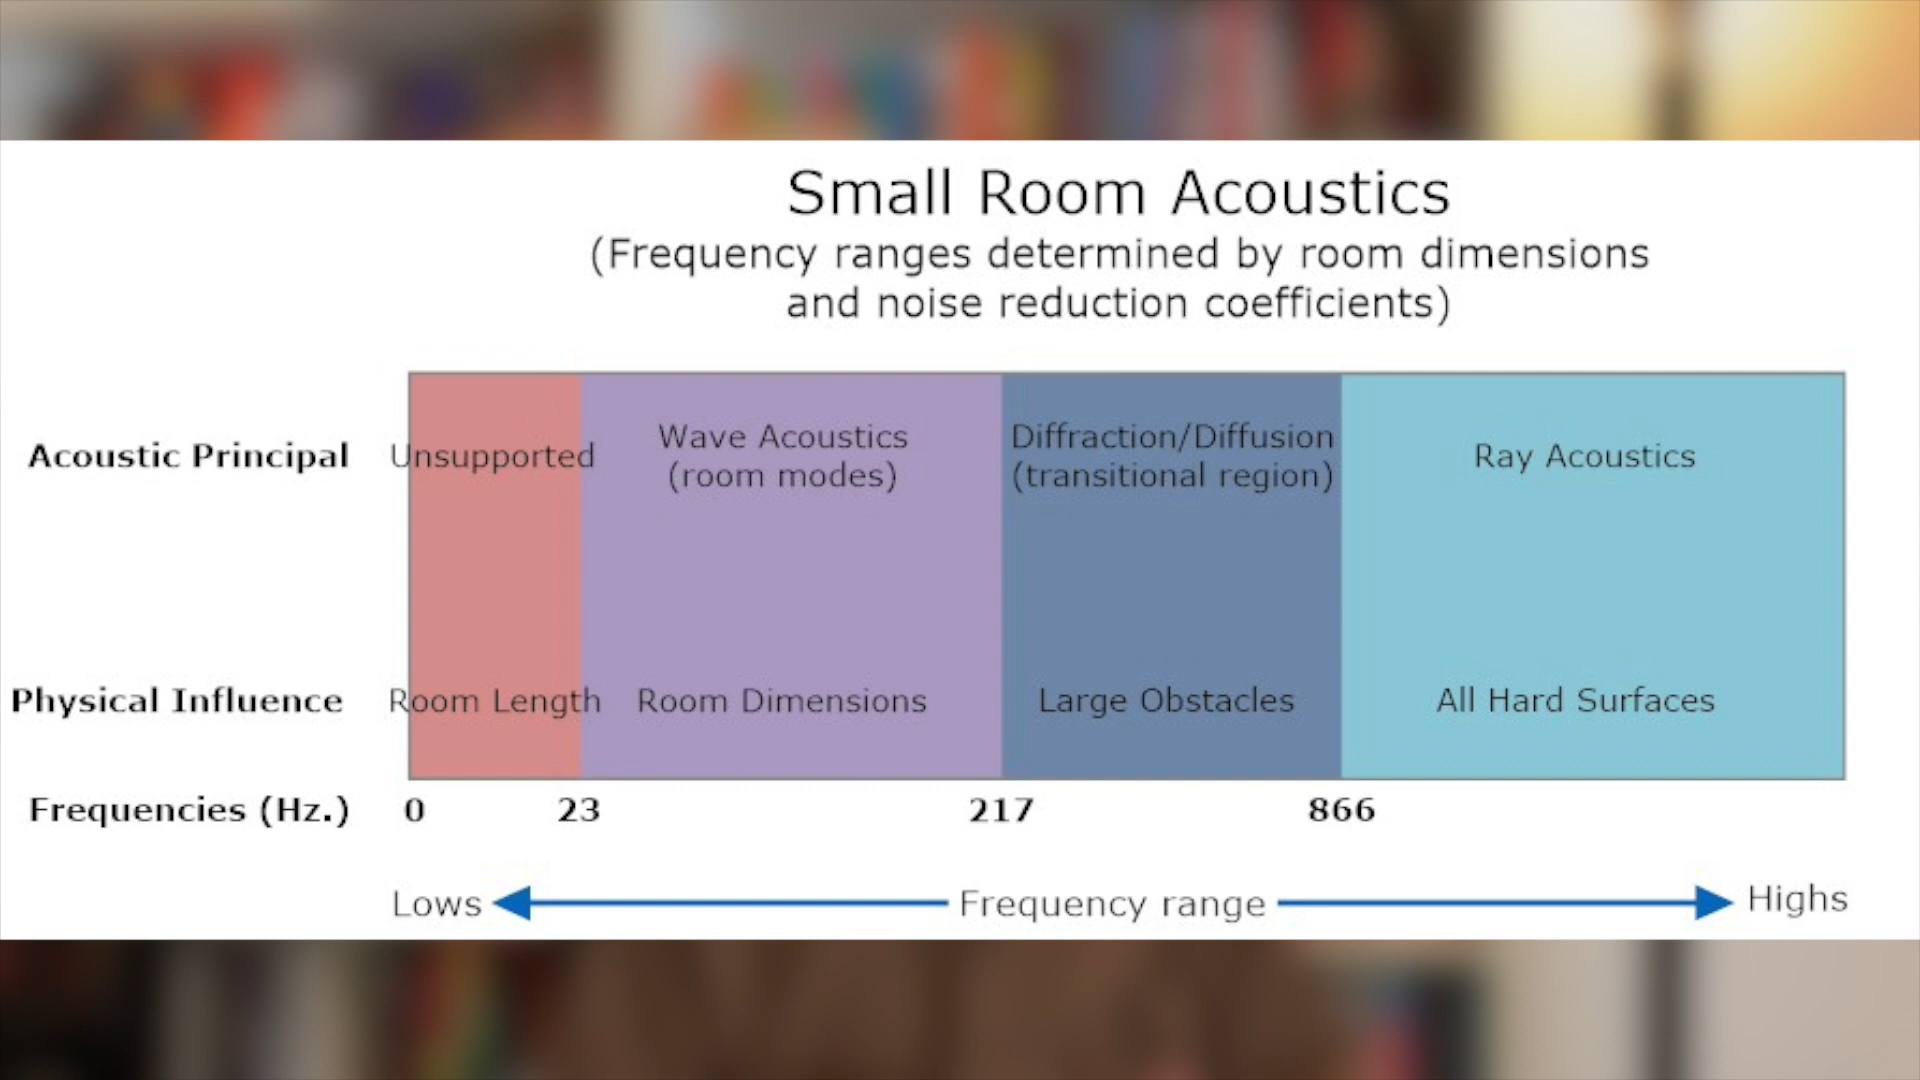 Small Room Acoustics
(Frequency ranges determined by room dimensions
and noise reduction coefficients)
Acoustic Principal
Unsupported
Wave Acoustics
(room modes)
Diffraction/Diffusion
(transitional region)
Ray Acoustics
Physical Influence
Room Length
Room Dimensions
Large Obstacles
All Hard Surfaces
Frequencies (Hz.)
0
23
217
866
Lows
Frequency range
Highs